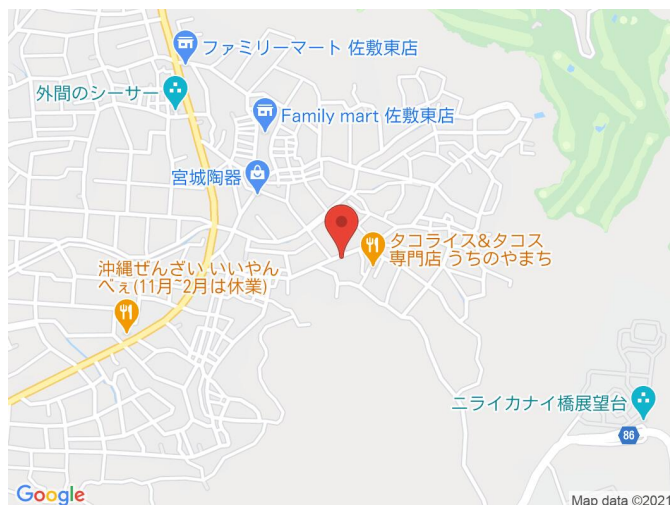 ファミリーマート 佐敷東店
外間のシーサー
Family mart 佐敷東店
宮城陶器
タコライス&タコス
専門店 うちのやまち
沖縄ぜんざい いいやん
べぇ(11月~2月は休業)
ニライカナイ橋展望台
86
Google
Map data ©2021